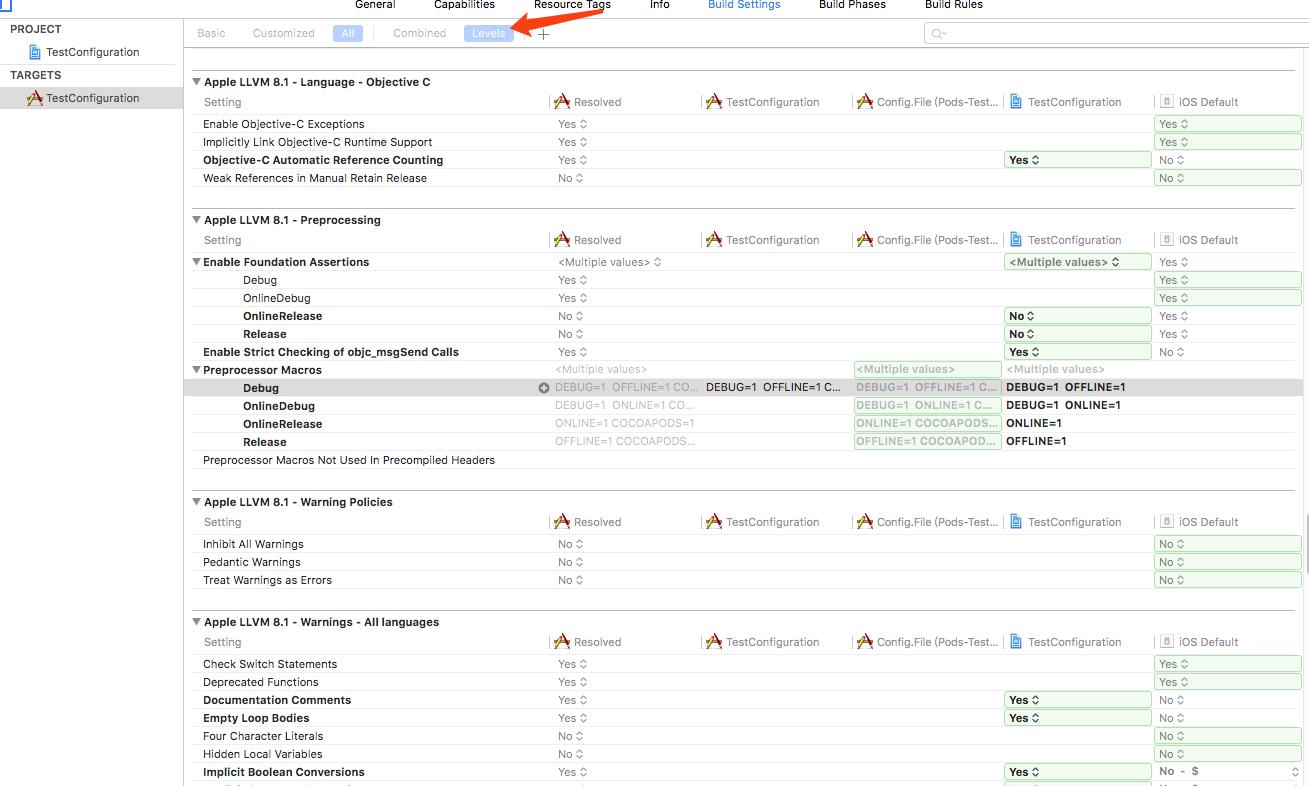 General Capabilities Resource Tags Info Build Settings Build Phases Build Rules
PROJECT
TestConfiguration
TARGETS
TestConfiguration
Basic Customized All Combined Levels +
Apple LLVM 8.1 - Language - Objective C
Setting Resolved TestConfiguration Config.File (Pods-Test... TestConfiguration iOS Default
Enable Objective-C Exceptions Yes Yes
Implicitly Link Objective-C Runtime Support Yes Yes
Objective-C Automatic Reference Counting Yes Yes No
Weak References in Manual Retain Release No No
Apple LLVM 8.1 - Preprocessing
Setting Resolved TestConfiguration Config.File (Pods-Test... TestConfiguration iOS Default
Enable Foundation Assertions <Multiple values> <Multiple values> Yes
Debug Yes Yes
OnlineDebug Yes Yes
OnlineRelease No No Yes
Release No No Yes
Enable Strict Checking of objc_msgSend Calls Yes Yes No
Preprocessor Macros <Multiple values> <Multiple values> <Multiple values>
Debug DEBUG=1 OFFLINE=1 CO... DEBUG=1 OFFLINE=1 C... DEBUG=1 OFFLINE=1 C... DEBUG=1 OFFLINE=1
OnlineDebug DEBUG=1 ONLINE=1 CO... DEBUG=1 ONLINE=1 C... DEBUG=1 ONLINE=1
OnlineRelease ONLINE=1 COCOAPODS=1 ONLINE=1 COCOAPODS... ONLINE=1
Release OFFLINE=1 COCOAPODS... OFFLINE=1 COCOAPOD... OFFLINE=1
Preprocessor Macros Not Used In Precompiled Headers
Apple LLVM 8.1 - Warning Policies
Setting Resolved TestConfiguration Config.File (Pods-Test... TestConfiguration iOS Default
Inhibit All Warnings No No
Pedantic Warnings No No
Treat Warnings as Errors No No
Apple LLVM 8.1 - Warnings - All languages
Setting Resolved TestConfiguration Config.File (Pods-Test... TestConfiguration iOS Default
Check Switch Statements Yes Yes
Deprecated Functions Yes Yes
Documentation Comments Yes Yes No
Empty Loop Bodies Yes Yes No
Four Character Literals No No
Hidden Local Variables No No
Implicit Boolean Conversions Yes Yes No - $